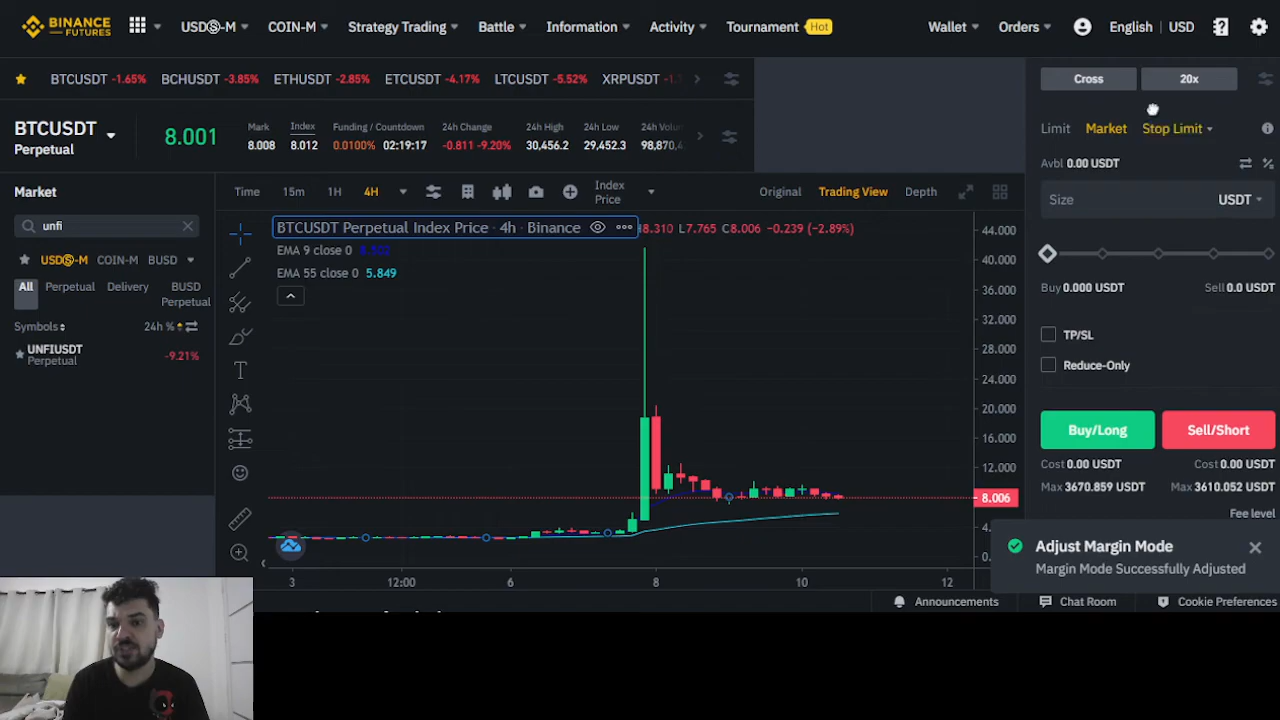 BINANCE FUTURES
USDⓈ-M
COIN-M
Strategy Trading
Battle
Information
Activity
Tournament
Hot
Wallet
Orders
English
USD
BTCUSDT -1.65%
BCHUSDT -3.85%
ETHUSDT -2.85%
ETCUSDT -4.17%
LTCUSDT -5.52%
XRPUSDT
BTCUSDT
Perpetual
8.001
Mark
8.008
Index
8.012
Funding / Countdown
0.0100% 02:19:17
24h Change
-0.811 -9.20%
24h High
30,456.2
24h Low
29,452.3
24h Volu
98,870,4
Market
unfi
USDⓈ-M
COIN-M
BUSD
All
Perpetual
Delivery
BUSD Perpetual
Symbols
24h %
UNFIUSDT
Perpetual
-9.21%
Time
15m
1H
4H
Index Price
Original
Trading View
Depth
BTCUSDT Perpetual Index Price · 4h · Binance
8.310 L7.765 C8.006 -0.239 (-2.89%)
EMA 9 close 0
EMA 55 close 0 5.849
44.000
40.000
36.000
32.000
28.000
24.000
20.000
16.000
12.000
8.006
3
12:00
6
8
10
12
Cross
20x
Limit
Market
Stop Limit
Avbl 0.00 USDT
Size
USDT
Buy 0.000 USDT
Sell 0.0 USDT
TP/SL
Reduce-Only
Buy/Long
Sell/Short
Cost 0.00 USDT
Cost 0.00 USDT
Max 3670.859 USDT
Max 3610.052 USDT
Fee level
Adjust Margin Mode
Margin Mode Successfully Adjusted
Announcements
Chat Room
Cookie Preferences